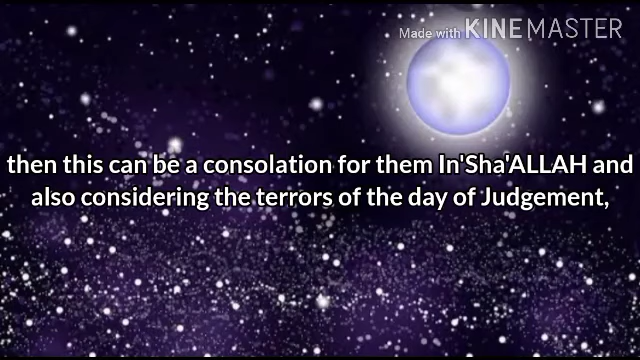 Made with KINEMASTER
then this can be a consolation for them In'Sha'ALLAH and
also considering the terrors of the day of Judgement,